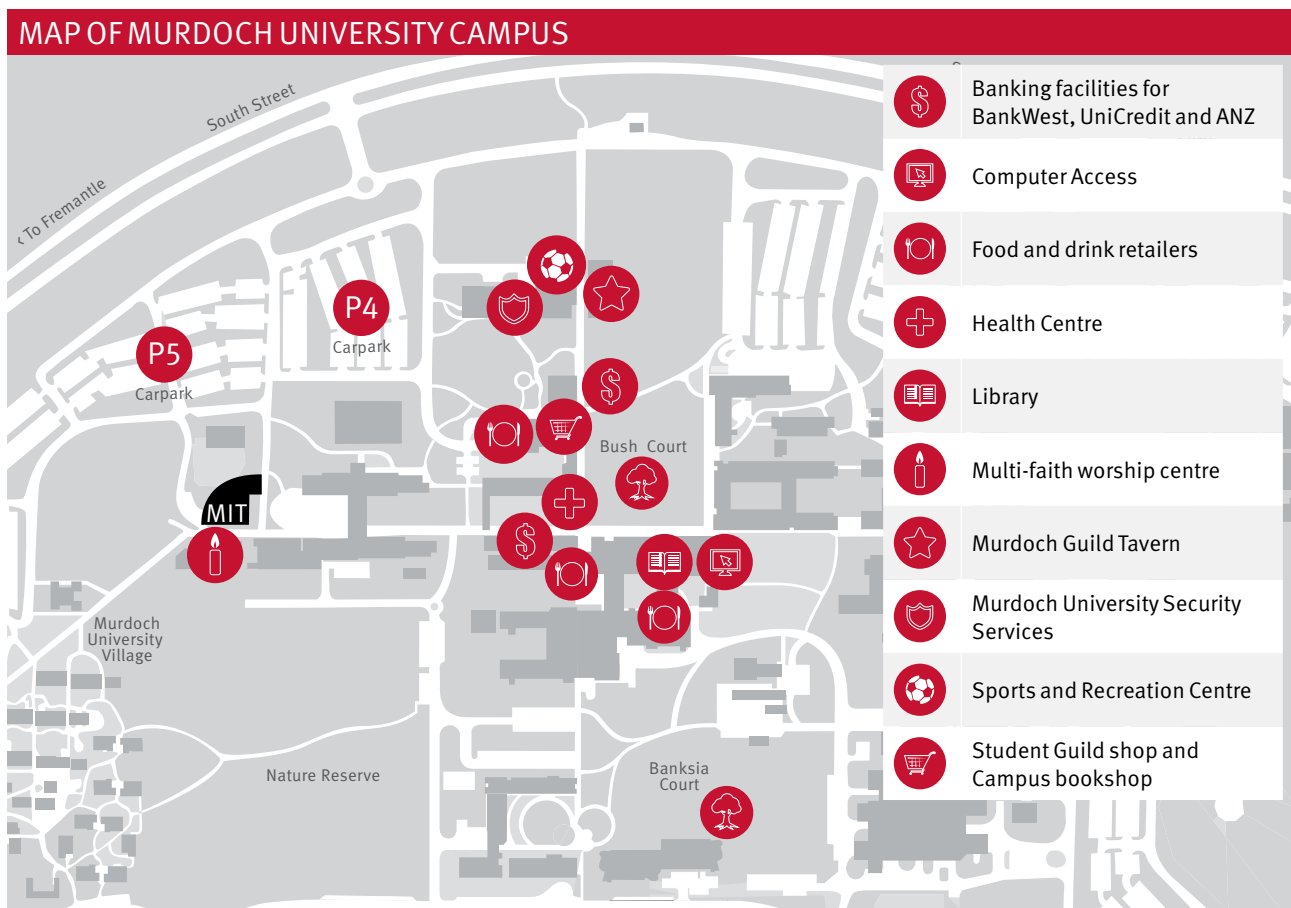 MAP OF MURDOCH UNIVERSITY CAMPUS
South Street
To Fremantle
P4
Carpark
P5
Carpark
Bush Court
MIT
Murdoch
University
Village
Nature Reserve
Banksia
Court
$
$
$
Banking facilities for
BankWest, UniCredit and ANZ
Computer Access
Food and drink retailers
Health Centre
Library
Multi-faith worship centre
Murdoch Guild Tavern
Murdoch University Security
Services
Sports and Recreation Centre
Student Guild shop and
Campus bookshop